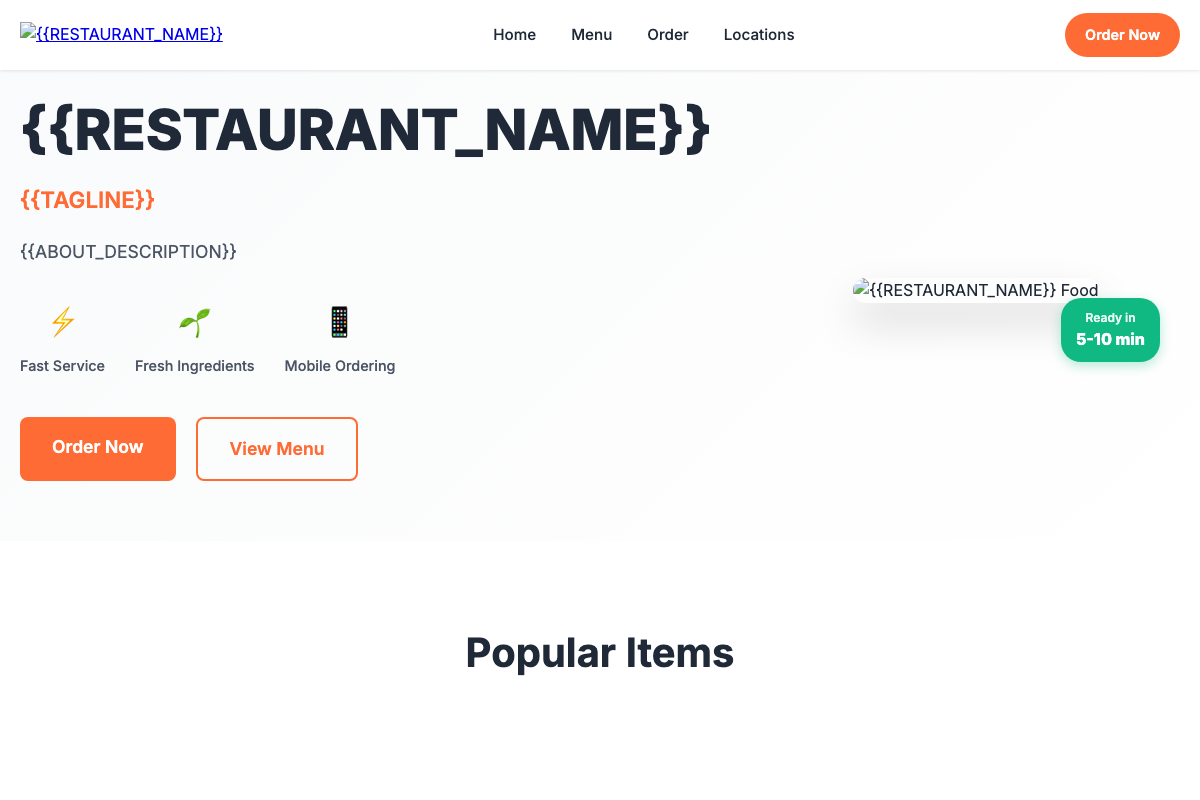 {{RESTAURANT_NAME}}
Home
Menu
Order
Locations
Order Now
{{RESTAURANT_NAME}}
{{TAGLINE}}
{{ABOUT_DESCRIPTION}}
Fast Service
Fresh Ingredients
Mobile Ordering
Order Now
View Menu
{{RESTAURANT_NAME}} Food
Ready in
5-10 min
Popular Items